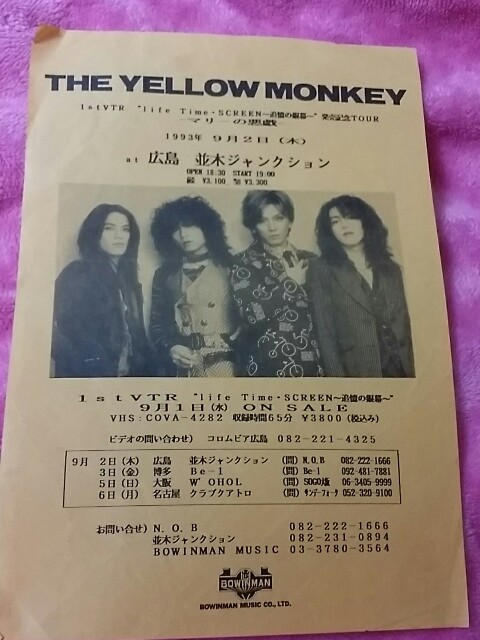 THE YELLOW MONKEY
1stVTR "life Time・SCREEN～追憶の銀幕～" 発売記念TOUR
―マリーの悪戯
1993年 9月2日(木)
at 広島 並木ジャンクション
OPEN 18:30 START 19:00
前 ¥3,100 当 ¥3,300
1stVTR "life Time・SCREEN～追憶の銀幕～"
9月1日(水) ON SALE
VHS:COVA-4282 収録時間65分 ¥3800(税込み)
ビデオの問い合わせ) コロムビア広島 082-221-4325
9月 2日(木) 広島 並木ジャンクション (問) N.O.B 082-222-1666
3日(金) 博多 Be-1 (問) Be-1 092-481-7881
5日(日) 大阪 W'OHOL (問) SOGO 06-3405-9999
6日(月) 名古屋 クラブクアトロ (問) サンデーフォーク 052-320-9100
お問い合せ) N.O.B 082-222-1666
並木ジャンクション 082-231-0894
BOWINMAN MUSIC 03-3780-3564
BOWINMAN
BOWINMAN MUSIC CO., LTD.